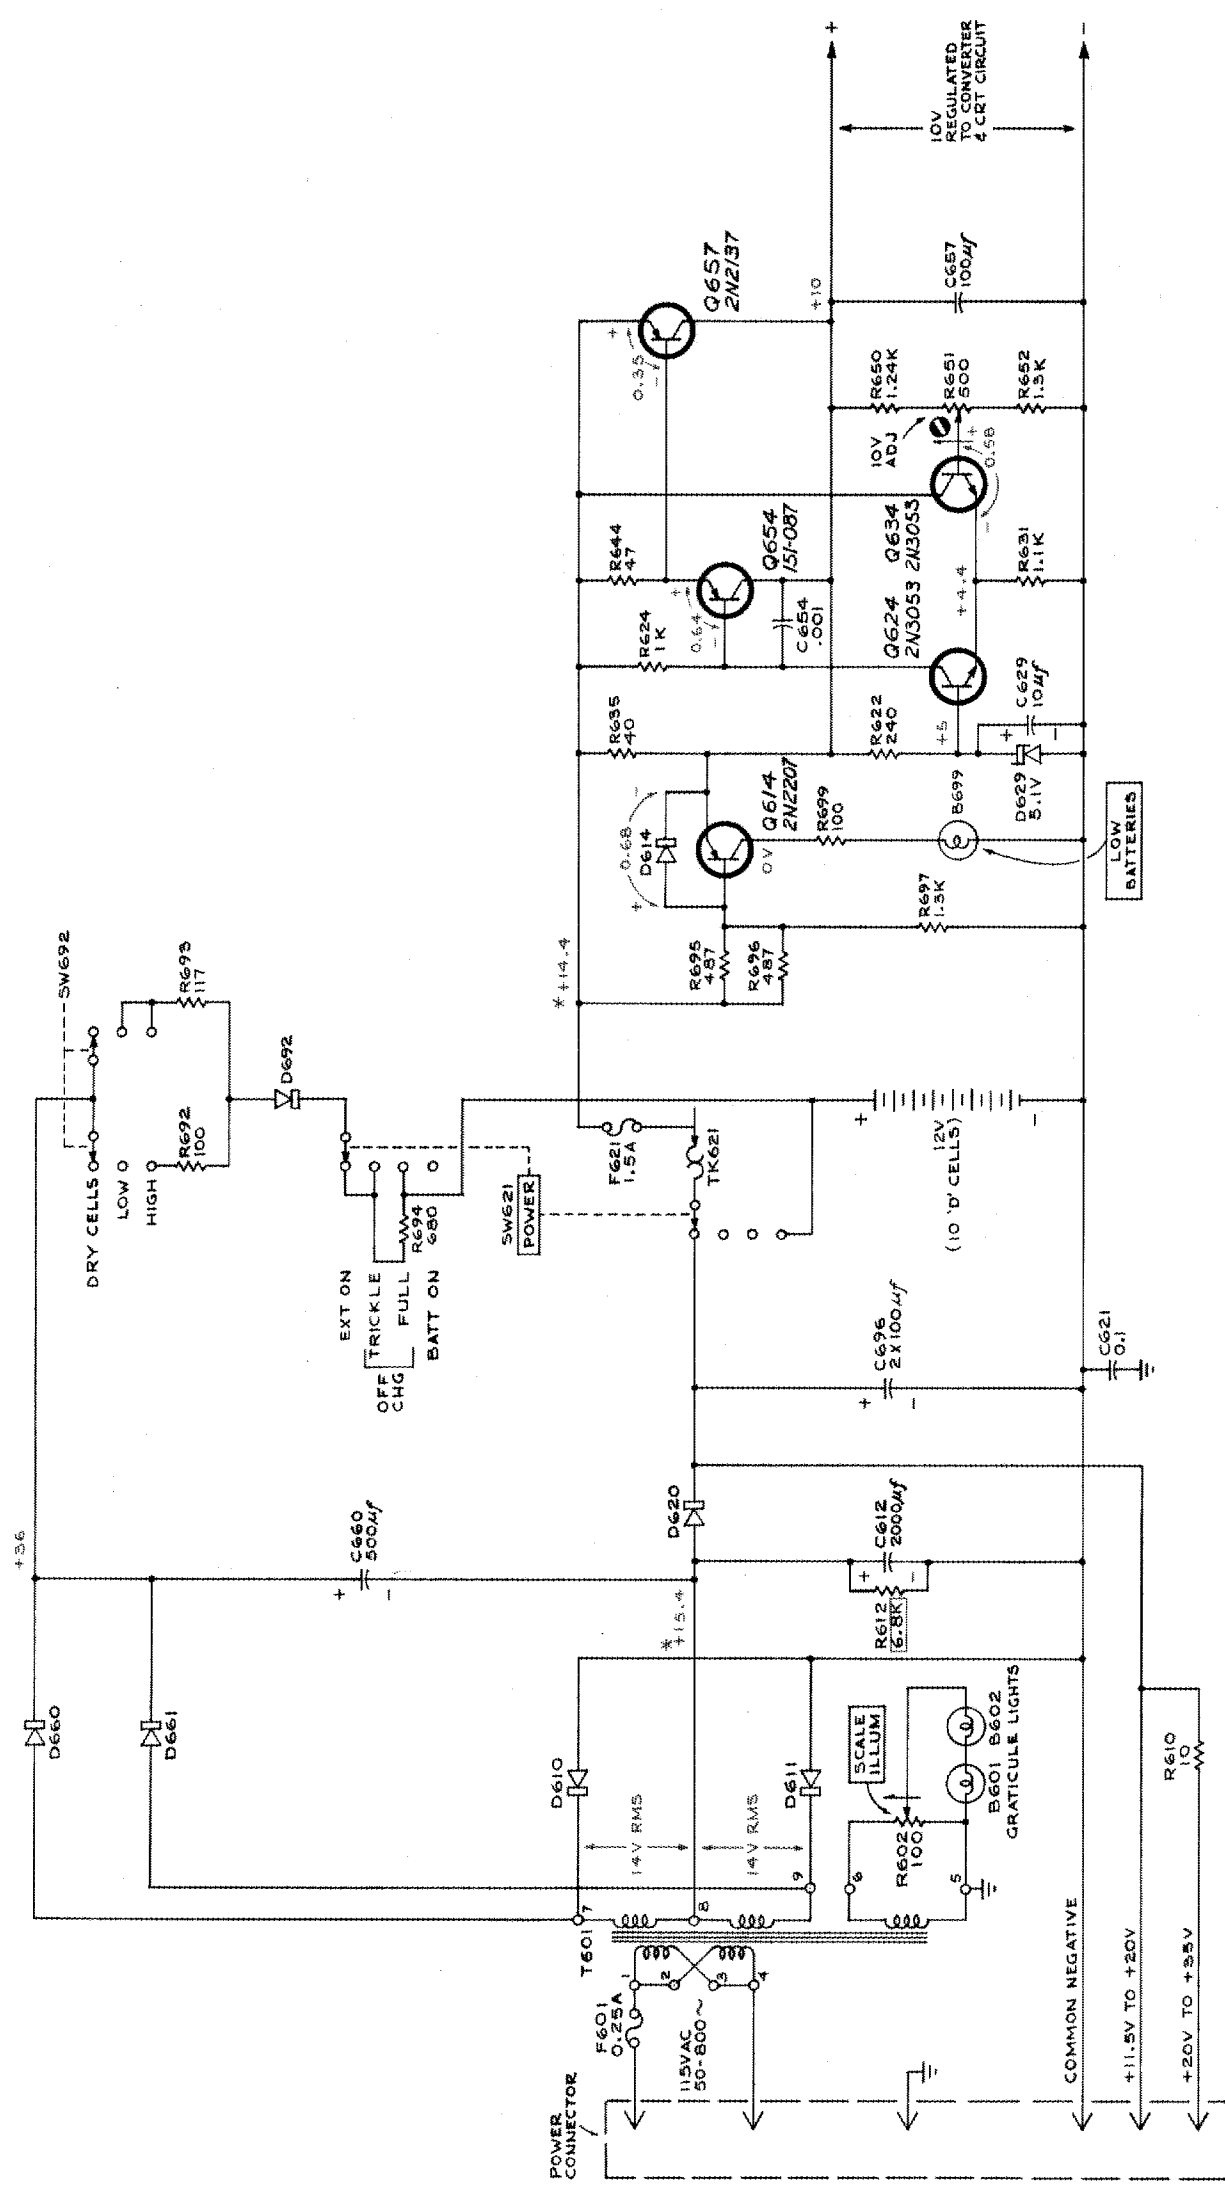 POWER
CONNECTOR
F601
0.25A
115VAC
50-800~
1
2
3
4
T601
7
8
9
6
5
14V RMS
14V RMS
D660
D661
D610
D611
R602
100
SCALE
ILLUM
B601 B602
GRATICULE LIGHTS
COMMON NEGATIVE
+11.5V TO +20V
+20V TO +35V
R610
10
+36
C660
500µf
+
-
*
+15.4
R612
6.8K
+
-
C612
2000µf
D620
C696
2X100µf
+
-
C621
0.1
DRY CELLS
LOW
HIGH
SW692
R692
100
R693
117
D692
EXT ON
TRICKLE
FULL
BATT ON
OFF
CHG
R694
680
SW621
POWER
F621
1.5A
TK621
+
-
12V
(10 'D' CELLS)
*+14.4
R695
487
R696
487
R697
1.3K
+
0.68
-
D614
Q614
2N2207
0V
R699
100
B699
LOW
BATTERIES
R635
40
R622
240
+5
D629
5.1V
+
-
C629
10µf
R624
1K
R644
47
+
0.64
-
Q654
151-087
C654
.001
Q624
2N3053
+4.4
R631
1.1K
Q634
2N3053
-
0.58
+
10V
ADJ
R650
1.24K
R651
500
R652
1.3K
+
0.35
-
Q657
2N2137
+10
C657
100µf
10V
REGULATED
TO CONVERTER
& CRT CIRCUIT
+
-